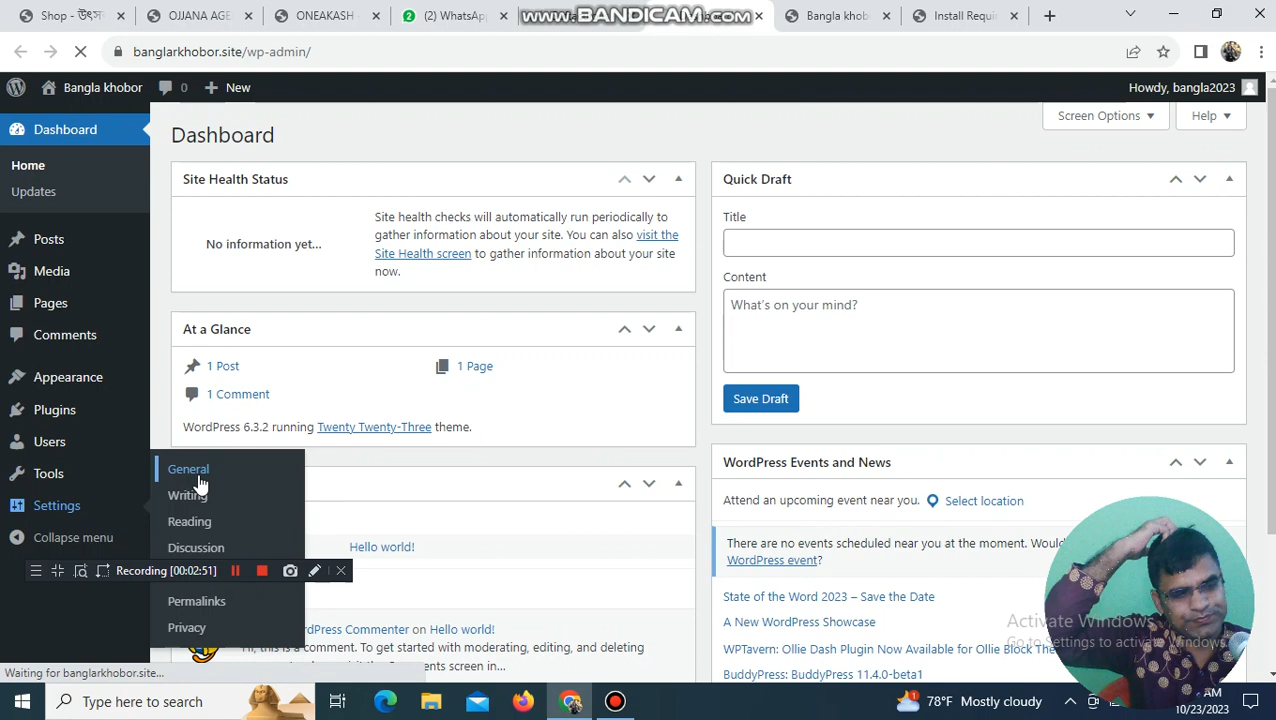 Shop - উৎসব
OJJANA AGE
ONEAKASH -
(2) WhatsApp
WWW.BANDICAM.COM
Bangla khob
Install Requi
banglarkhobor.site/wp-admin/
Bangla khobor
0
New
Howdy, bangla2023
Dashboard
Home
Updates
Posts
Media
Pages
Comments
Appearance
Plugins
Users
Tools
Settings
Collapse menu
General
Writing
Reading
Discussion
Permalinks
Privacy
Recording [00:02:51]
Dashboard
Screen Options
Help
Site Health Status
No information yet...
Site health checks will automatically run periodically to
gather information about your site. You can also visit the
Site Health screen to gather information about your site
now.
At a Glance
1 Post
1 Page
1 Comment
WordPress 6.3.2 running Twenty Twenty-Three theme.
Hello world!
Commenter on Hello world!
Hi, this is a comment. To get started with moderating, editing, and deleting
Comments screen in...
Quick Draft
Title
Content
What's on your mind?
Save Draft
WordPress Events and News
Attend an upcoming event near you.
Select location
There are no events scheduled near you at the moment.
WordPress event?
State of the Word 2023 – Save the Date
A New WordPress Showcase
WPTavern: Ollie Dash Plugin Now Available for Ollie Block
BuddyPress: BuddyPress 11.4.0-beta1
Activate Windows
Go to Settings to activate Windows.
Waiting for banglarkhobor.site...
Type here to search
78°F Mostly cloudy
AM
10/23/2023